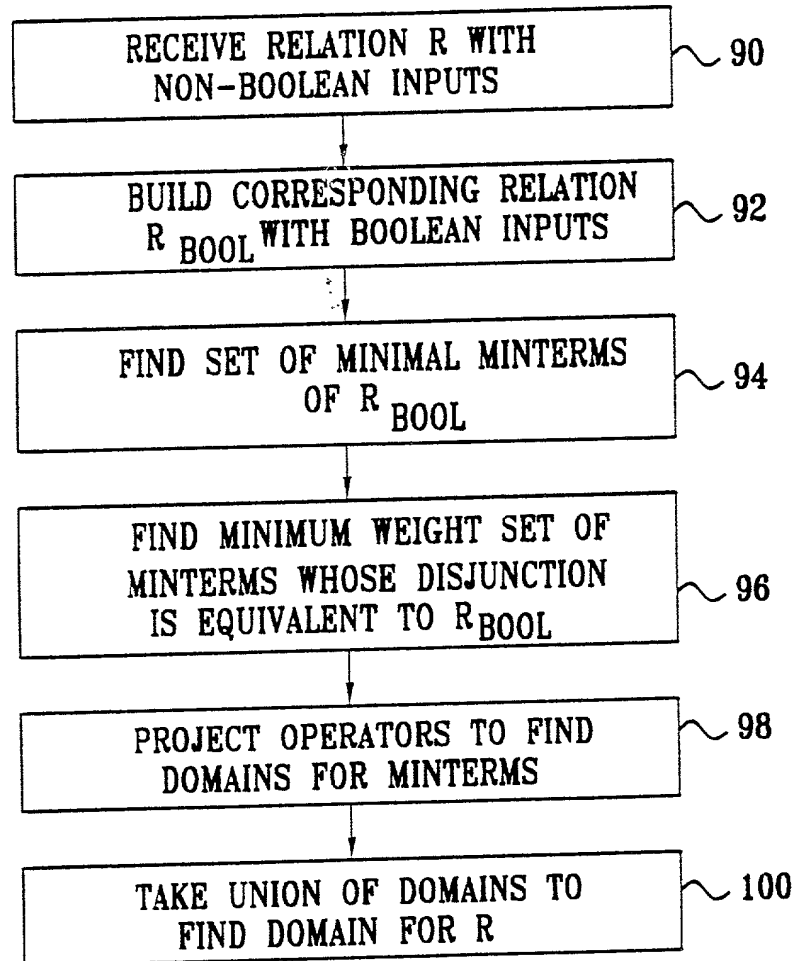 RECEIVE RELATION R WITH
NON-BOOLEAN INPUTS
90
BUILD CORRESPONDING RELATION
R BOOL WITH BOOLEAN INPUTS
92
FIND SET OF MINIMAL MINTERMS
OF R BOOL
94
FIND MINIMUM WEIGHT SET OF
MINTERMS WHOSE DISJUNCTION
IS EQUIVALENT TO R BOOL
96
PROJECT OPERATORS TO FIND
DOMAINS FOR MINTERMS
98
TAKE UNION OF DOMAINS TO
FIND DOMAIN FOR R
100